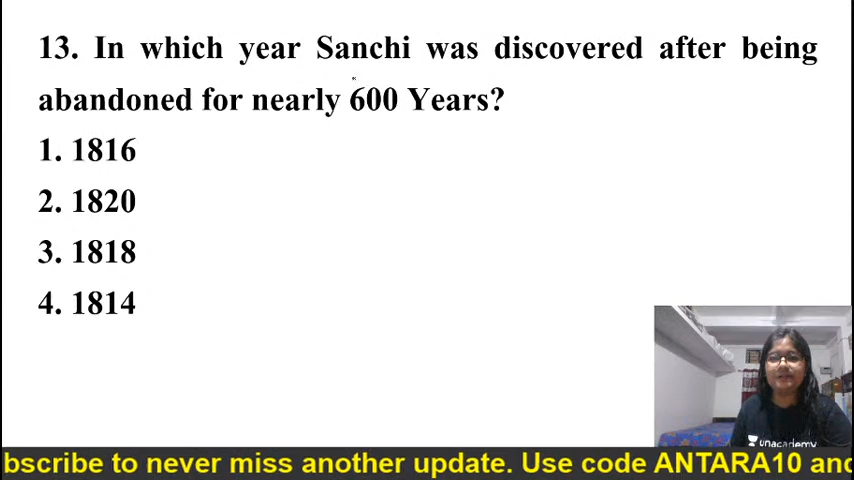 13. In which year Sanchi was discovered after being
abandoned for nearly 600 Years?
1. 1816
2. 1820
3. 1818
4. 1814
unacademy
bscribe to never miss another update. Use code ANTARA10 and